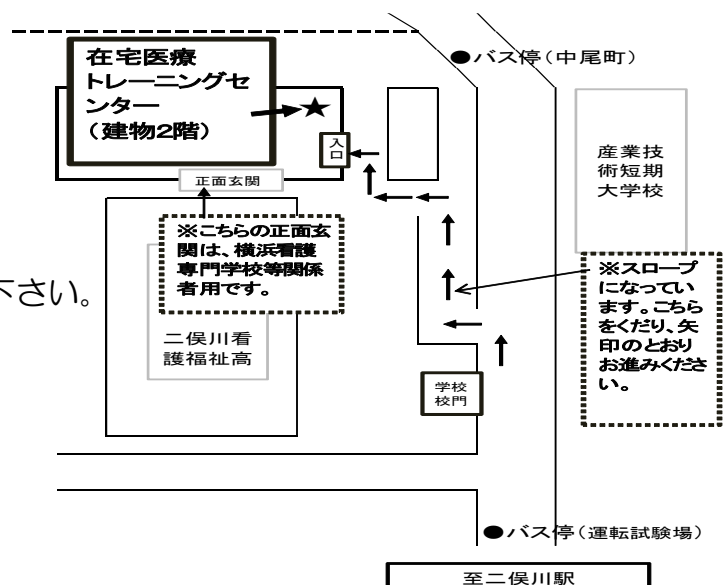 在宅医療
トレーニングセ
ンター
(建物2階)
●バス停(中尾町)
入口
正面玄関
産業技
術短期
大学校
※こちらの正面玄
関は、横浜看護
専門学校等関係
者用です。
下さい。
※スロープ
になってい
ます。こちら
をくだり、矢
印のとおり
お進みくださ
い。
二俣川看
護福祉高
学校
校門
●バス停(運転試験場)
至二俣川駅